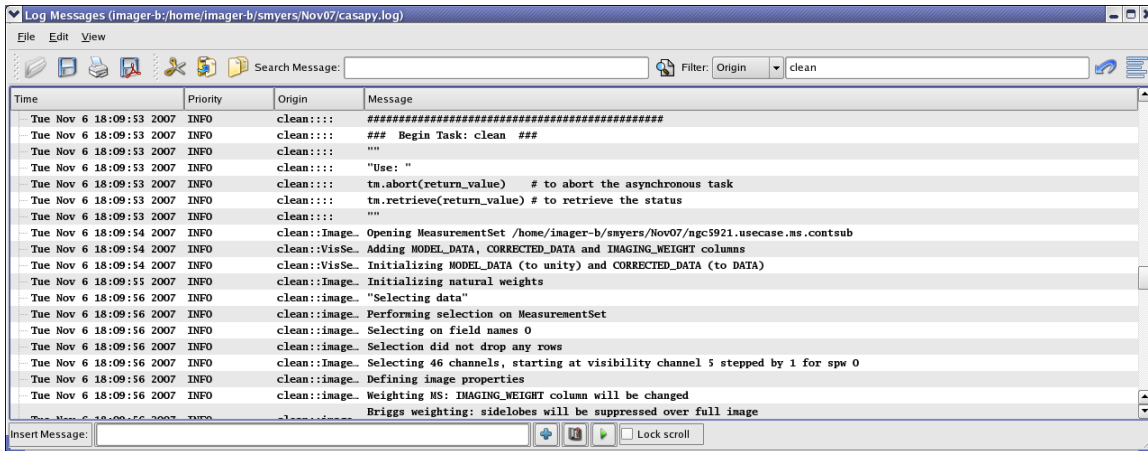 Log Messages (imager-b:/home/imager-b/smyers/Nov07/casapy.log)
File Edit View
Search Message: Filter: Origin clean
Time Priority Origin Message
Tue Nov 6 18:09:53 2007 INFO clean:::: ###############################################
Tue Nov 6 18:09:53 2007 INFO clean:::: ### Begin Task: clean ###
Tue Nov 6 18:09:53 2007 INFO clean:::: ""
Tue Nov 6 18:09:53 2007 INFO clean:::: "Use: "
Tue Nov 6 18:09:53 2007 INFO clean:::: tm.abort(return_value) # to abort the asynchronous task
Tue Nov 6 18:09:53 2007 INFO clean:::: tm.retrieve(return_value) # to retrieve the status
Tue Nov 6 18:09:53 2007 INFO clean:::: ""
Tue Nov 6 18:09:54 2007 INFO clean::Image… Opening MeasurementSet /home/imager-b/smyers/Nov07/ngc5921.usecase.ms.contsub
Tue Nov 6 18:09:54 2007 INFO clean::VisSe… Adding MODEL_DATA, CORRECTED_DATA and IMAGING_WEIGHT columns
Tue Nov 6 18:09:54 2007 INFO clean::VisSe… Initializing MODEL_DATA (to unity) and CORRECTED_DATA (to DATA)
Tue Nov 6 18:09:55 2007 INFO clean::image… Initializing natural weights
Tue Nov 6 18:09:56 2007 INFO clean::image… "Selecting data"
Tue Nov 6 18:09:56 2007 INFO clean::image… Performing selection on MeasurementSet
Tue Nov 6 18:09:56 2007 INFO clean::Image… Selecting on field names 0
Tue Nov 6 18:09:56 2007 INFO clean::image… Selection did not drop any rows
Tue Nov 6 18:09:56 2007 INFO clean::Image… Selecting 46 channels, starting at visibility channel 5 stepped by 1 for spw 0
Tue Nov 6 18:09:56 2007 INFO clean::image… Defining image properties
Tue Nov 6 18:09:56 2007 INFO clean::image… Weighting MS: IMAGING_WEIGHT column will be changed
Briggs weighting: sidelobes will be suppressed over full image
Insert Message: Lock scroll